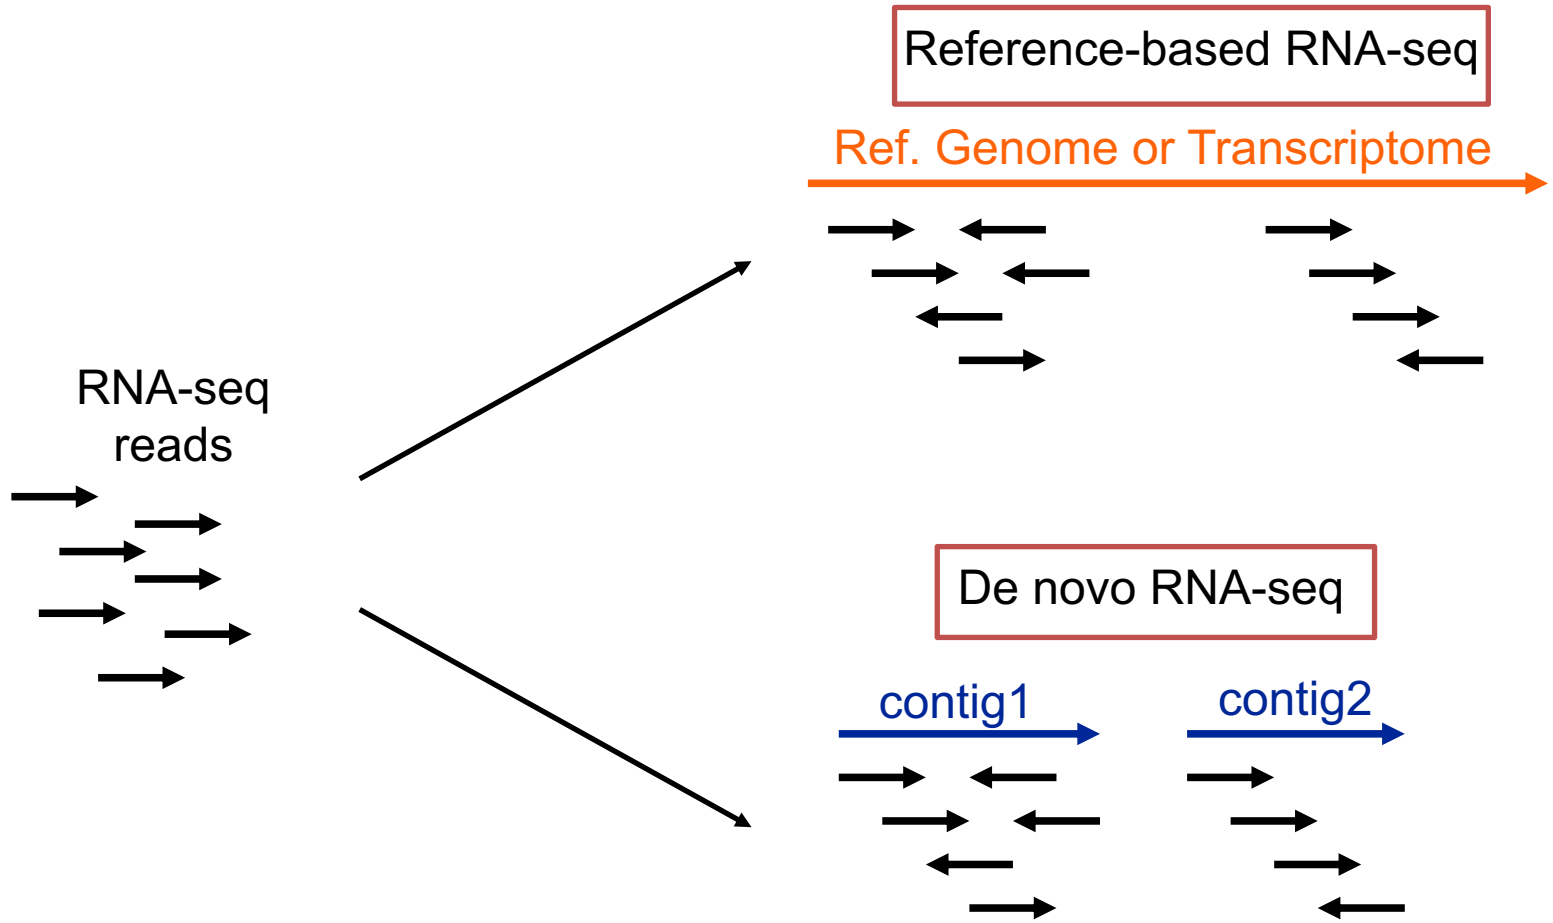 Reference-based RNA-seq
Ref. Genome or Transcriptome
RNA-seq
reads
De novo RNA-seq
contig1
contig2